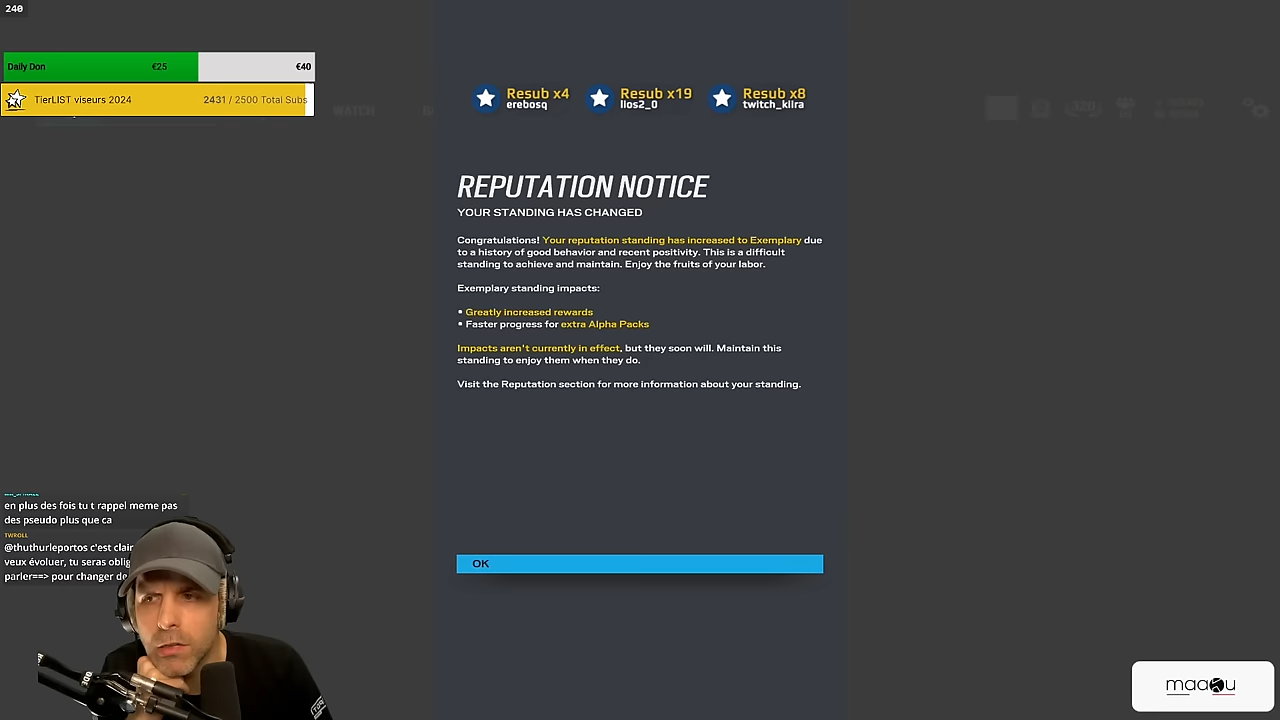 240
Daily Don €25 €40
TierLIST viseurs 2024 2431 / 2500 Total Subs
WATCH
Resub x4
erebosq
Resub x19
lios2_0
Resub x8
REPUTATION NOTICE
YOUR STANDING HAS CHANGED
Congratulations! Your reputation standing has increased to Exemplary due
to a history of good behavior and recent positivity. This is a difficult
standing to achieve and maintain. Enjoy the fruits of your labor.
Exemplary standing impacts:
• Greatly increased rewards
• Faster progress for extra Alpha Packs
Impacts aren't currently in effect, but they soon will. Maintain this
standing to enjoy them when they do.
Visit the Reputation section for more information about your standing.
OK
en plus des fois tu t rappel meme pas
des pseudo plus que ca
TWROLL
@thuthurleportos c'est clair
veux évoluer, tu seras oblig
parler==> pour changer de
maaou